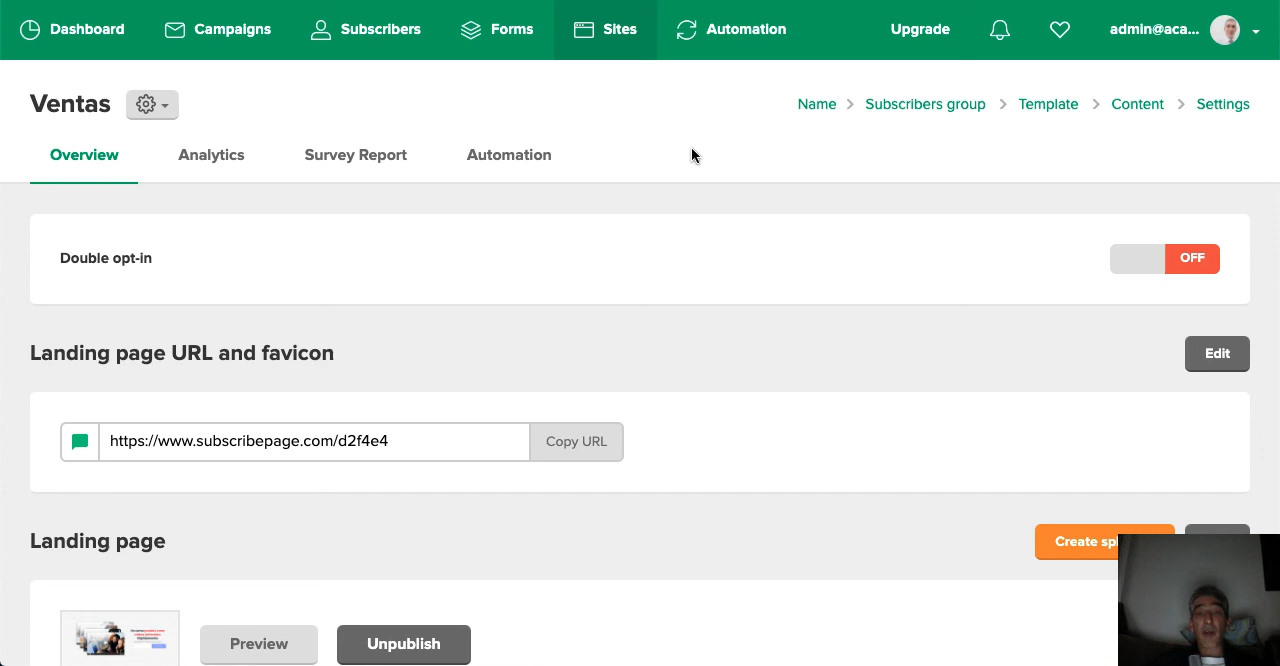 Dashboard Campaigns Subscribers Forms Sites Automation Upgrade admin@aca...
Ventas
Name > Subscribers group > Template > Content > Settings
Overview Analytics Survey Report Automation
Double opt-in OFF
Landing page URL and favicon Edit
https://www.subscribepage.com/d2f4e4 Copy URL
Landing page Create
Preview Unpublish